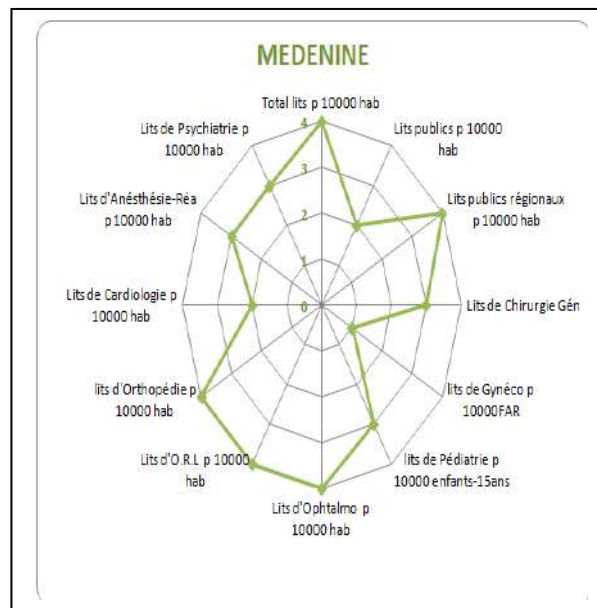 MEDENINE
Total lits p 10000 hab
Lits publics p 10000
hab
Lits publics régionaux
p 10000 hab
Lits de Chirurgie Gén
lits de Gynéco p
10000FAR
lits de Pédiatrie p
10000 enfants-15ans
Lits d'Ophtalmo p
10000 hab
Lits d'O.R.L p 10000
hab
lits d'Orthopédie p
10000 hab
Lits de Cardiologie p
10000 hab
Lits d'Anésthésie-Réa
p 10000 hab
Lits de Psychiatrie p
10000 hab
4
3
2
1
0